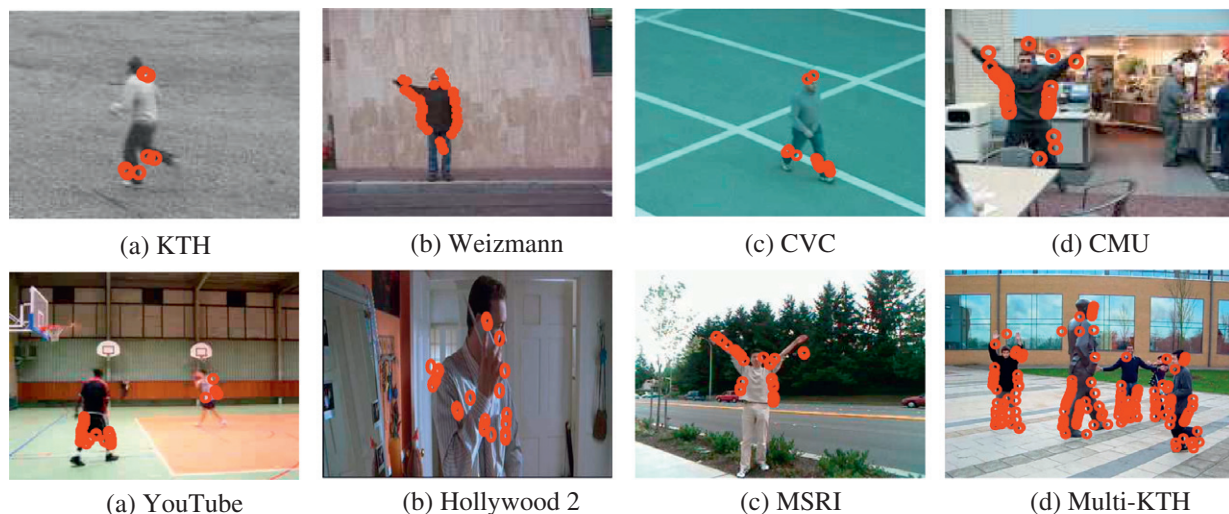 (a) KTH
(b) Weizmann
(c) CVC
(d) CMU
(a) YouTube
(b) Hollywood 2
(c) MSRI
(d) Multi-KTH